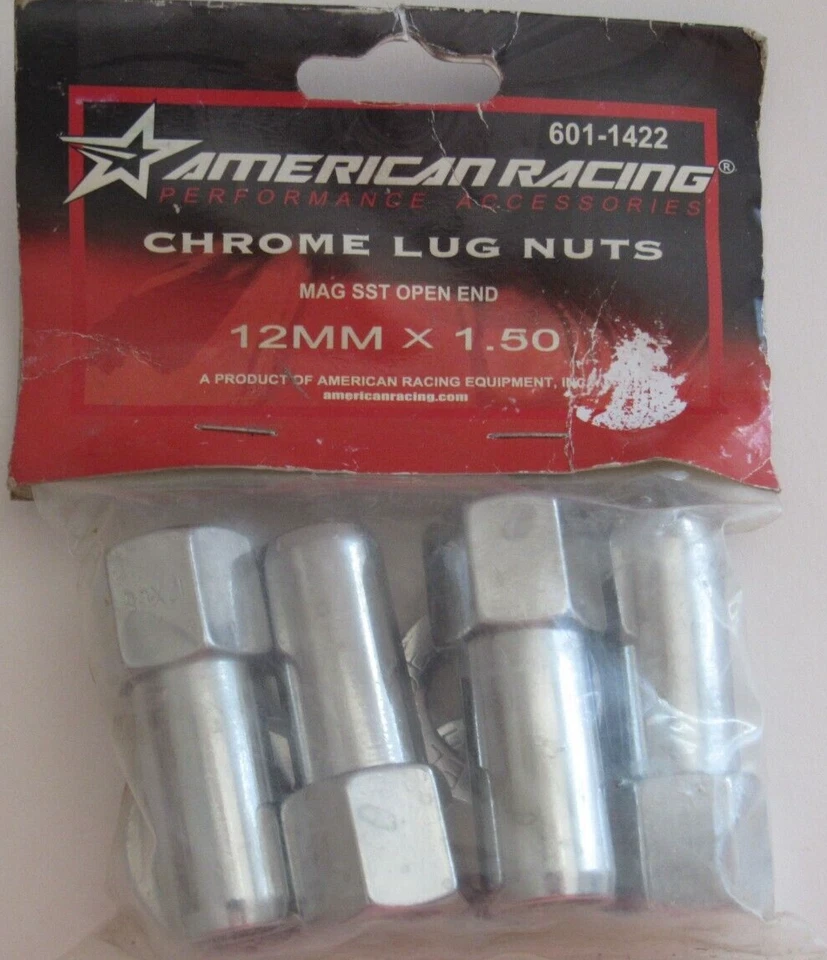 601-1422
AMERICAN RACING®
PERFORMANCE ACCESSORIES
CHROME LUG NUTS
MAG SST OPEN END
12MM X 1.50
A PRODUCT OF AMERICAN RACING EQUIPMENT, INC.
americanracing.com